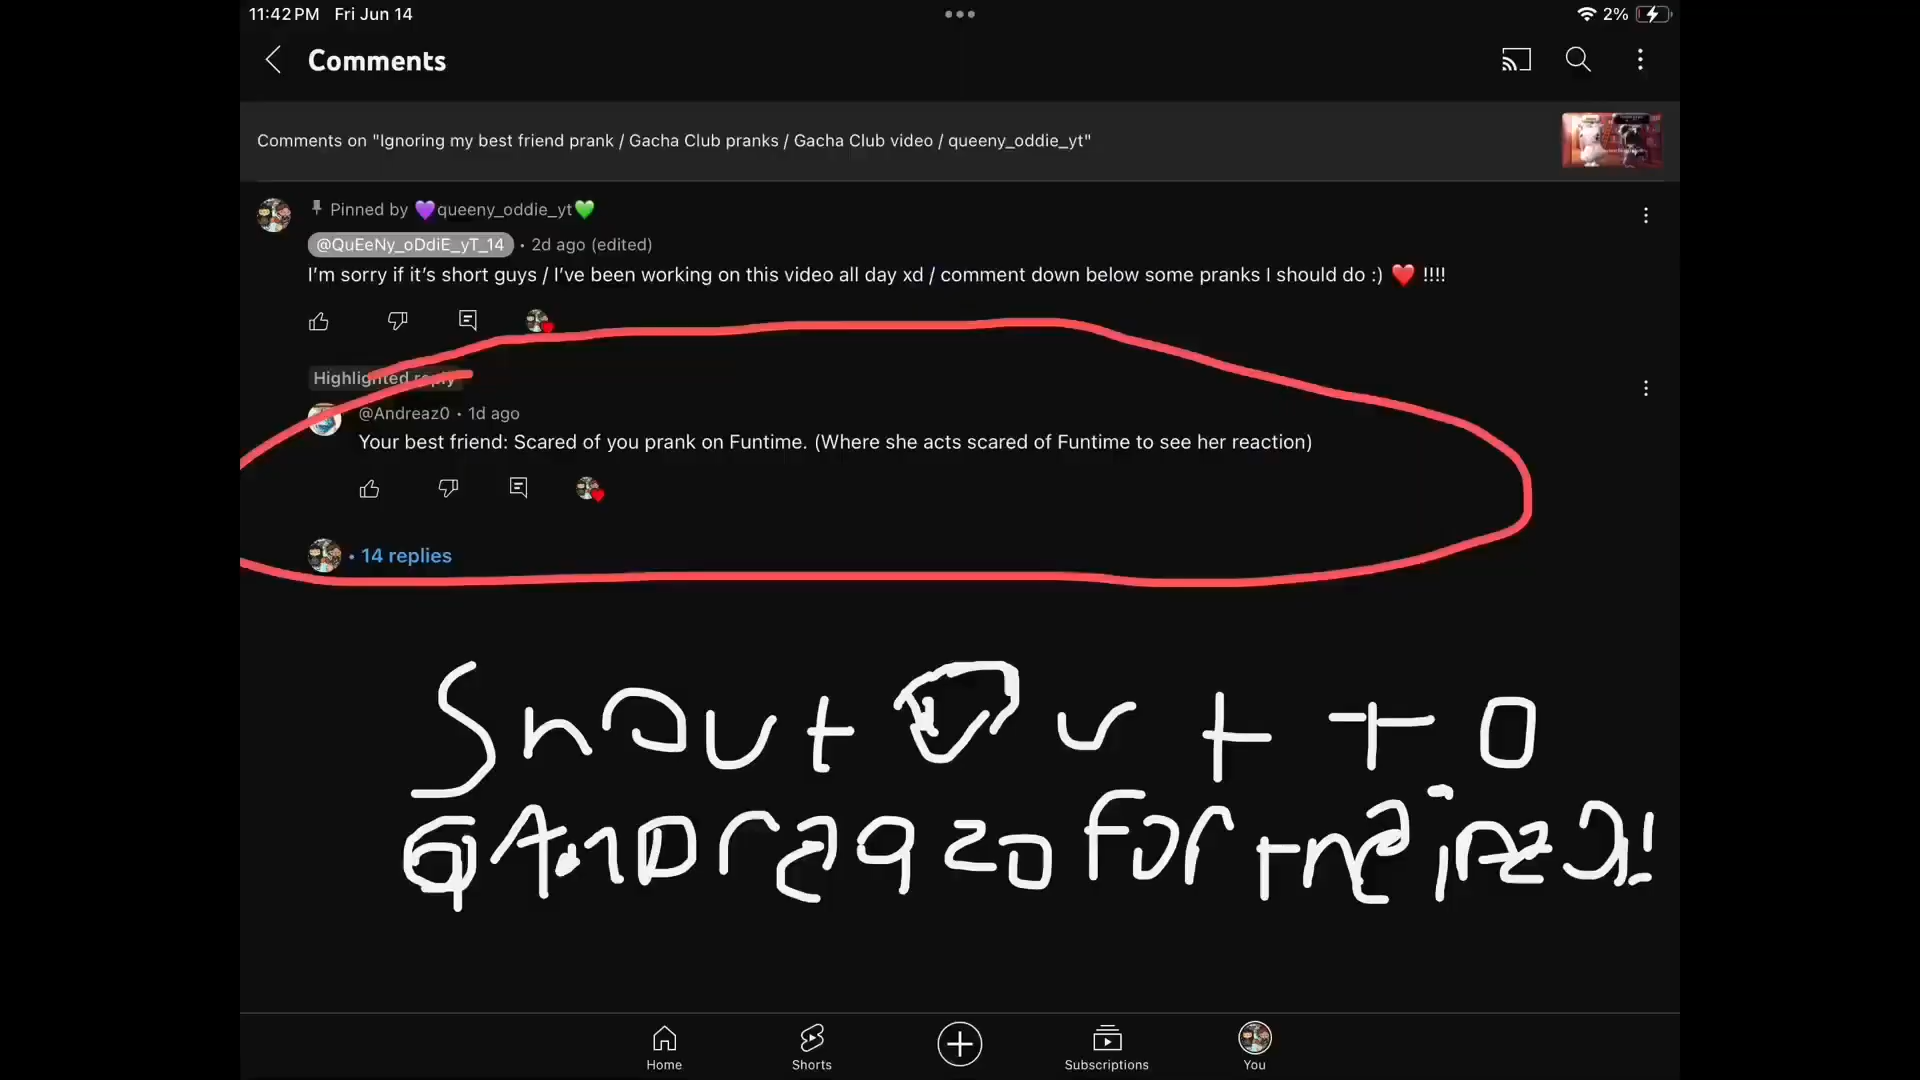 11:42 PM Fri Jun 14
2%
Comments
Comments on "Ignoring my best friend prank / Gacha Club pranks / Gacha Club video / queeny_oddie_yt"
Pinned by 💜queeny_oddie_yt💚
@QuEeNy_oDdiE_yT_14 • 2d ago (edited)
I'm sorry if it's short guys / I've been working on this video all day xd / comment down below some pranks I should do :) ❤️ !!!!
Highlighted reply
@Andreaz0 • 1d ago
Your best friend: Scared of you prank on Funtime. (Where she acts scared of Funtime to see her reaction)
• 14 replies
Shout out to
@Andreaazo for the
Home
Shorts
Subscriptions
You